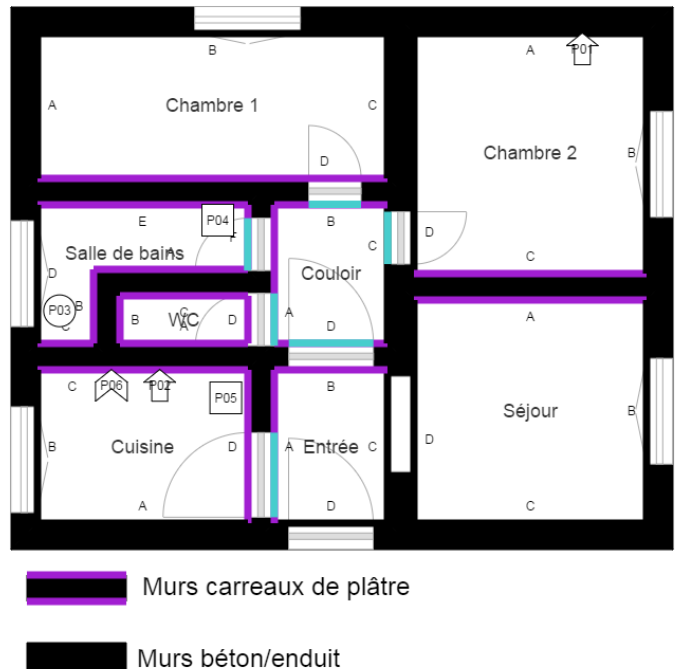 B
A
P01
A
Chambre 1
C
Chambre 2
B
D
E
P04
B
F
D
C
Salle de bains
A
D
Couloir
C
P03
B
C
A
D
B
C
WC
A
D
A
C
P06
P02
P05
B
Séjour
B
B
Cuisine
D
A
Entrée
C
D
A
D
C
Murs carreaux de plâtre
Murs béton/enduit